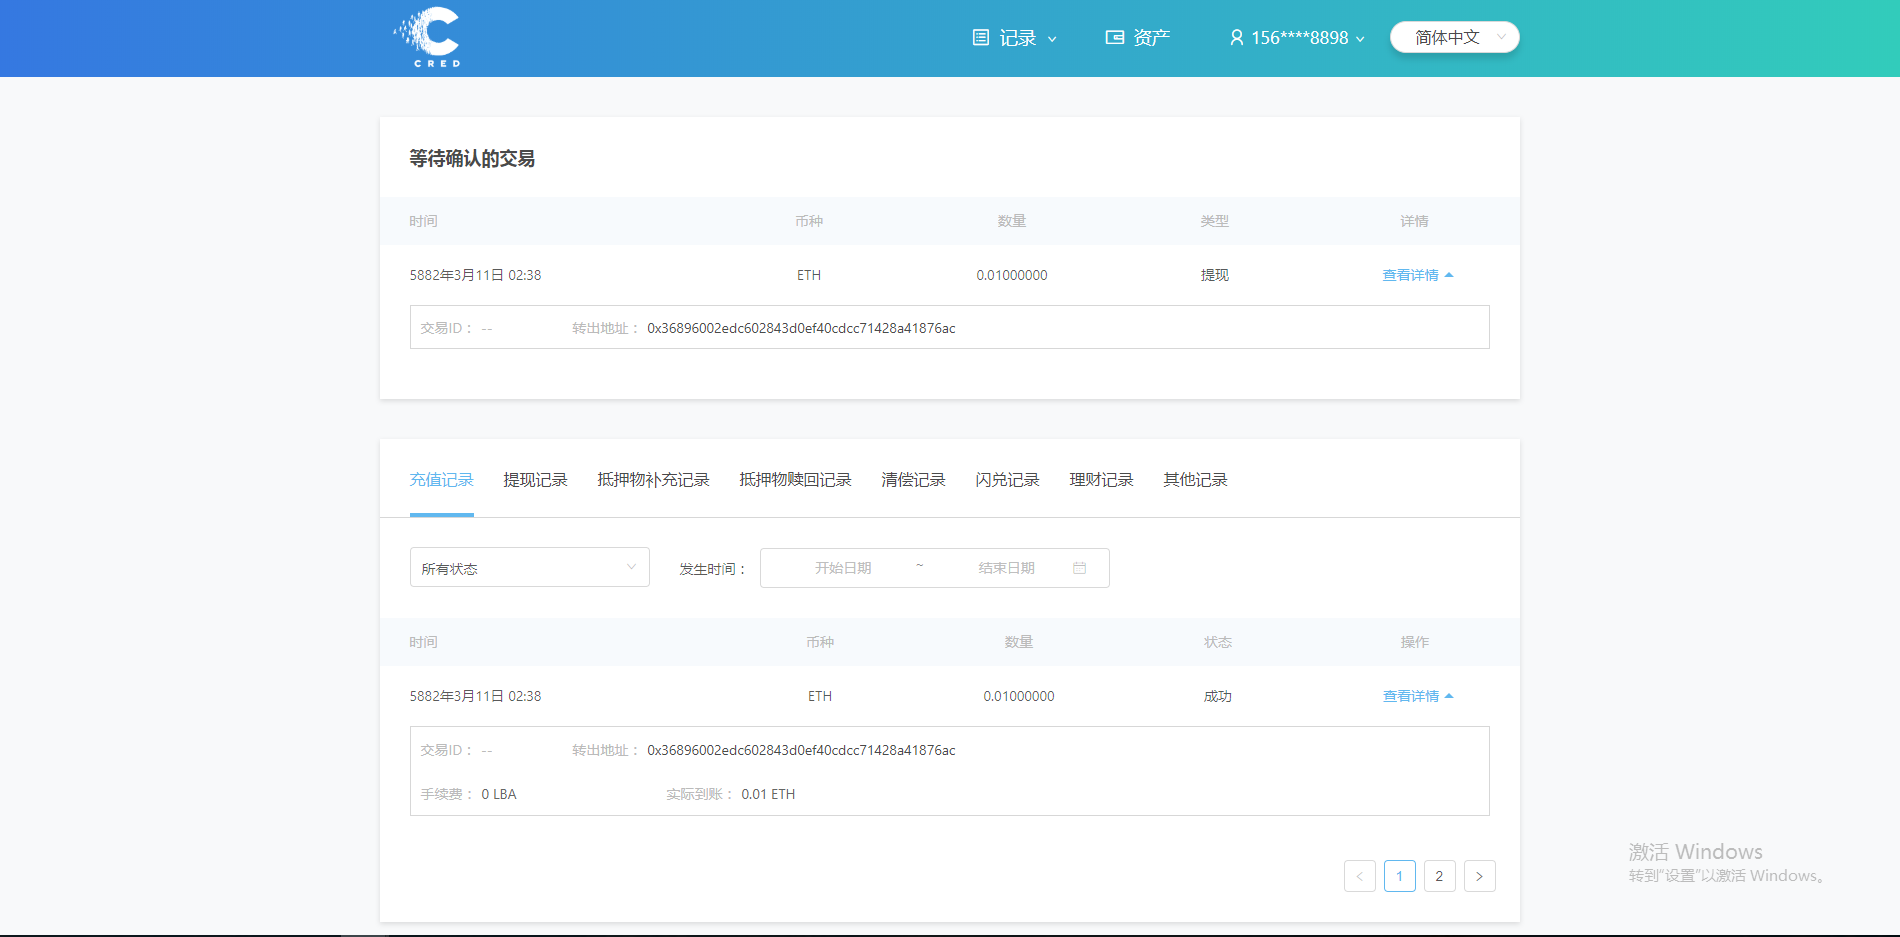 CRED
记录
资产
156****8898
简体中文
等待确认的交易
时间 币种 数量 类型 详情
5882年3月11日 02:38 ETH 0.01000000 提现 查看详情
交易ID： -- 转出地址： 0x36896002edc602843d0ef40cdcc71428a41876ac
充值记录 提现记录 抵押物补充记录 抵押物赎回记录 清偿记录 闪兑记录 理财记录 其他记录
所有状态 发生时间： 开始日期 ~ 结束日期
时间 币种 数量 状态 操作
5882年3月11日 02:38 ETH 0.01000000 成功 查看详情
交易ID： -- 转出地址： 0x36896002edc602843d0ef40cdcc71428a41876ac
手续费： 0 LBA 实际到账： 0.01 ETH
< 1 2 >
激活 Windows
转到“设置”以激活 Windows。